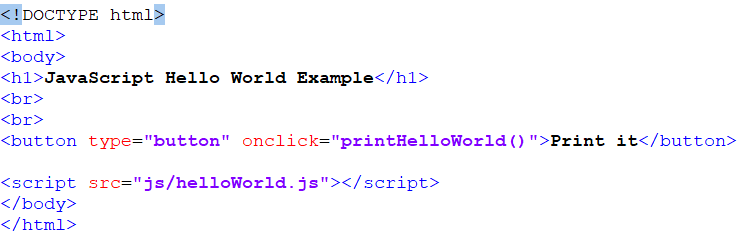 <!DOCTYPE html>
<html>
<body>
<h1>JavaScript Hello World Example</h1>
<br>
<br>
<button type="button" onclick="printHelloWorld()">Print it</button>
<script src="js/helloWorld.js"></script>
</body>
</html>